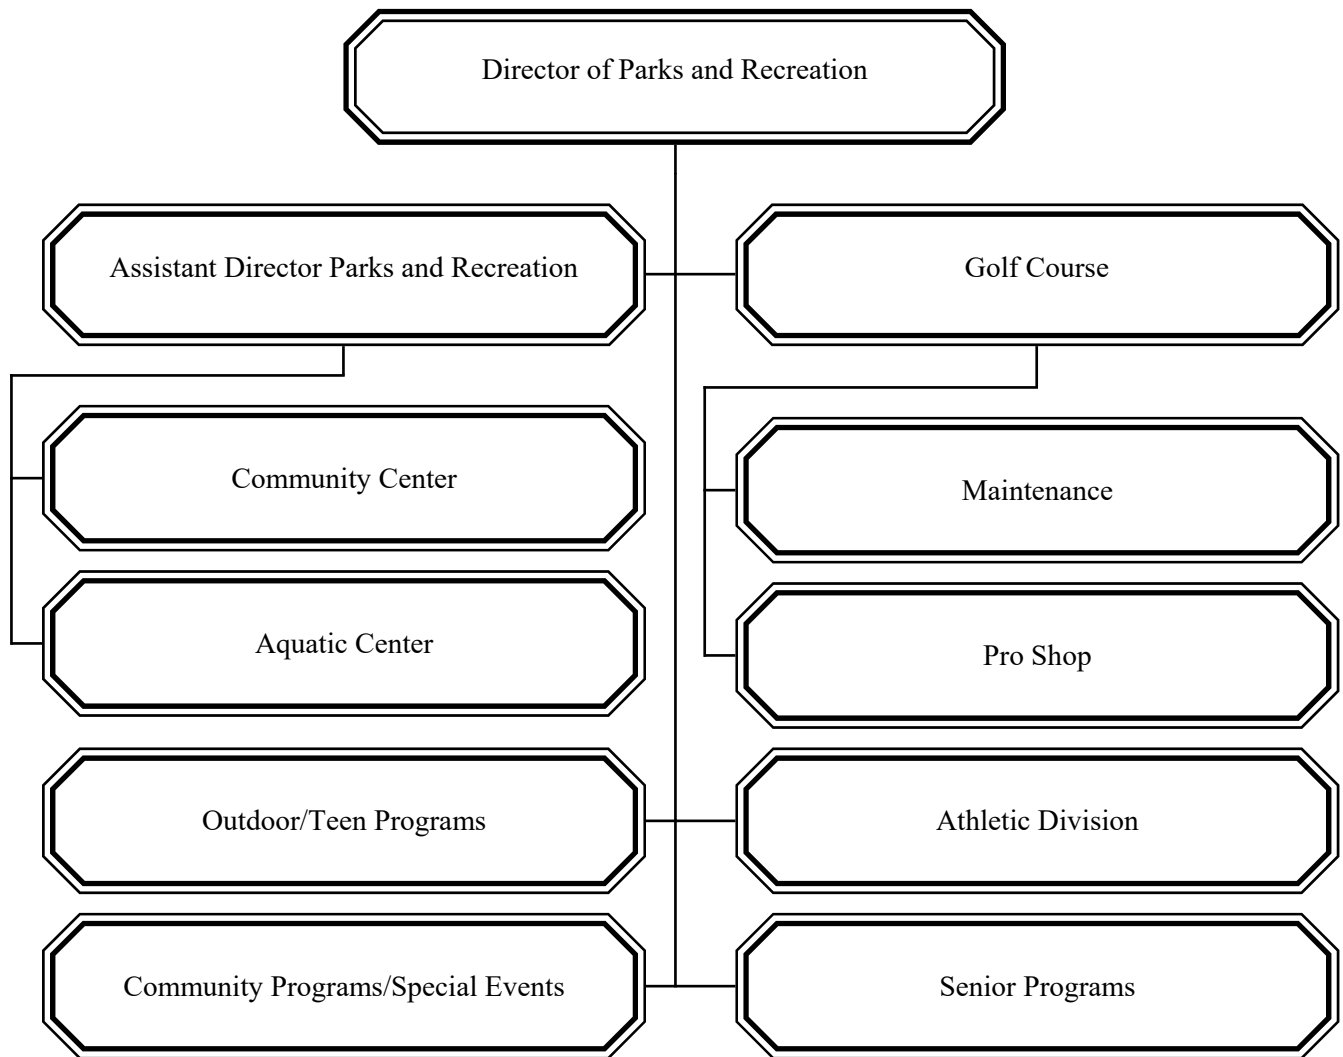 Director of Parks and Recreation
Assistant Director Parks and Recreation
Golf Course
Community Center
Maintenance
Aquatic Center
Pro Shop
Outdoor/Teen Programs
Athletic Division
Community Programs/Special Events
Senior Programs